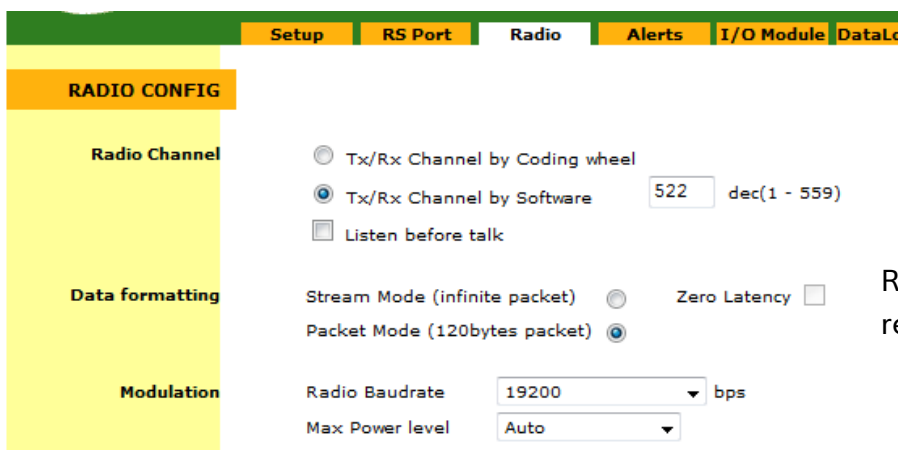 Setup RS Port Radio Alerts I/O Module
RADIO CONFIG
Radio Channel
Tx/Rx Channel by Coding wheel
Tx/Rx Channel by Software 522 dec(1 - 559)
Listen before talk
Data formatting
Stream Mode (infinite packet) Zero Latency
Packet Mode (120bytes packet)
Modulation
Radio Baudrate 19200 bps
Max Power level Auto